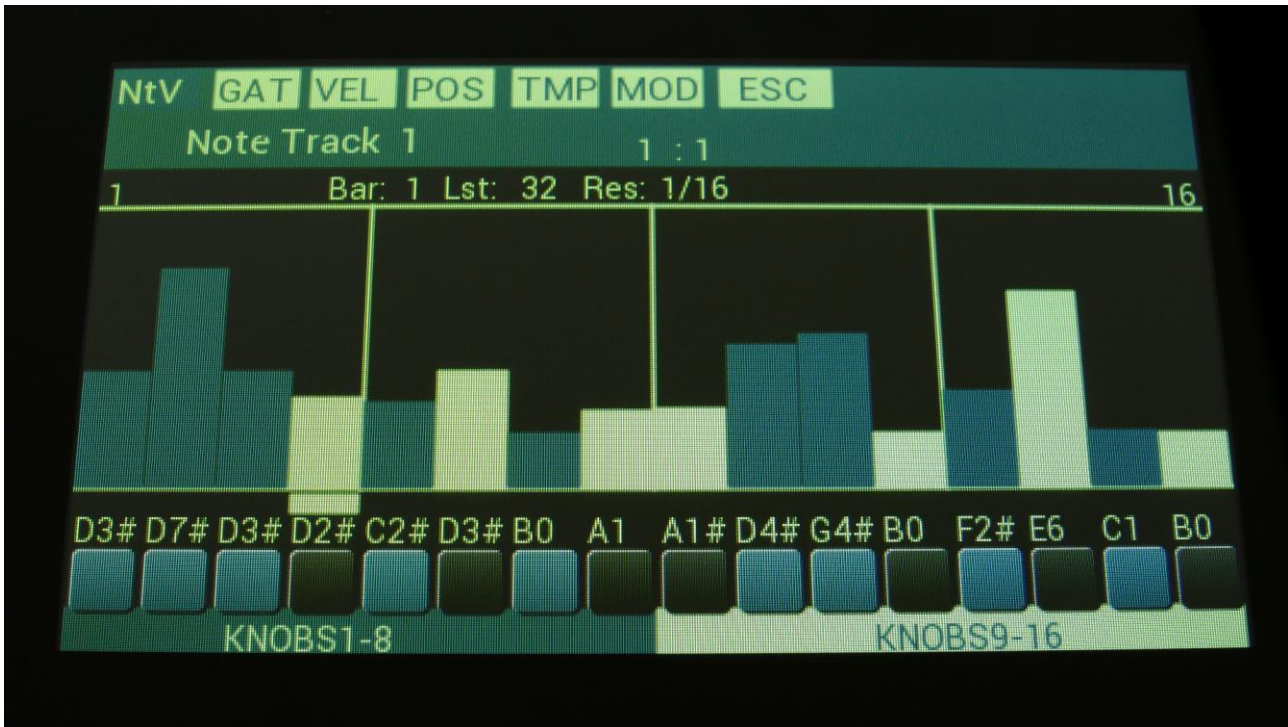 NtV GAT VEL POS TMP MOD ESC
Note Track 1 1 : 1
1 Bar: 1 Lst: 32 Res: 1/16 16
D3# D7# D3# D2# C2# D3# B0 A1 A1# D4# G4# B0 F2# E6 C1 B0
KNOBS1-8 KNOBS9-16